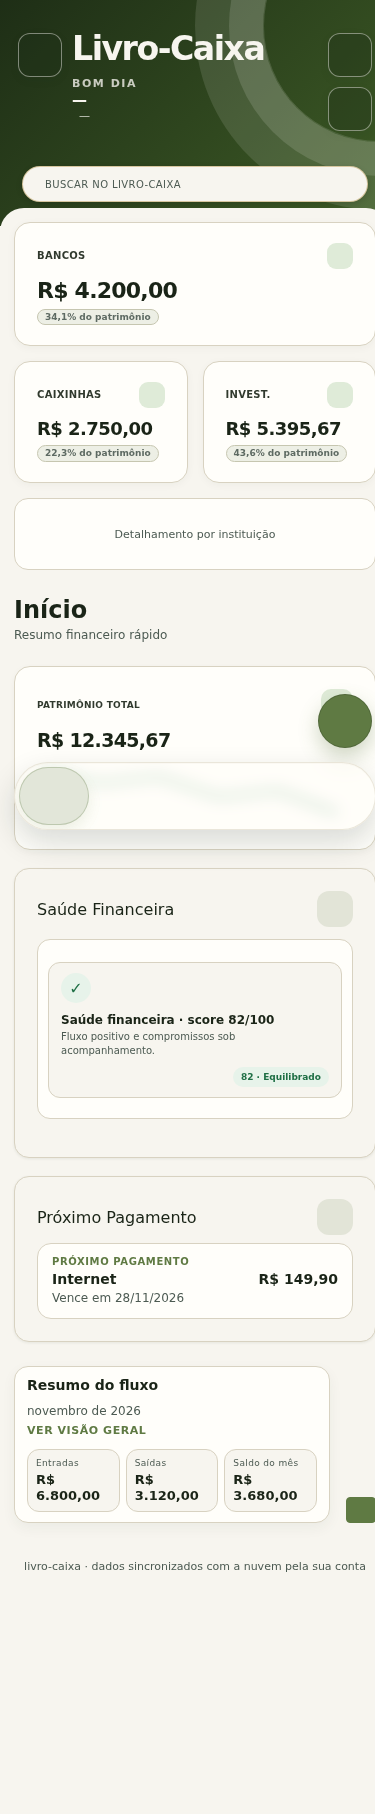 Livro-Caixa
BOM DIA
—
—
BUSCAR NO LIVRO-CAIXA
BANCOS
R$ 4.200,00
34,1% do patrimônio
CAIXINHAS
R$ 2.750,00
22,3% do patrimônio
INVEST.
R$ 5.395,67
43,6% do patrimônio
Detalhamento por instituição
Início
Resumo financeiro rápido
PATRIMÔNIO TOTAL
R$ 12.345,67
Saúde Financeira
✓
Saúde financeira · score 82/100
Fluxo positivo e compromissos sob
acompanhamento.
82 · Equilibrado
Próximo Pagamento
PRÓXIMO PAGAMENTO
Internet R$ 149,90
Vence em 28/11/2026
Resumo do fluxo
novembro de 2026
VER VISÃO GERAL
Entradas
R$
6.800,00
Saídas
R$
3.120,00
Saldo do mês
R$
3.680,00
livro-caixa · dados sincronizados com a nuvem pela sua conta